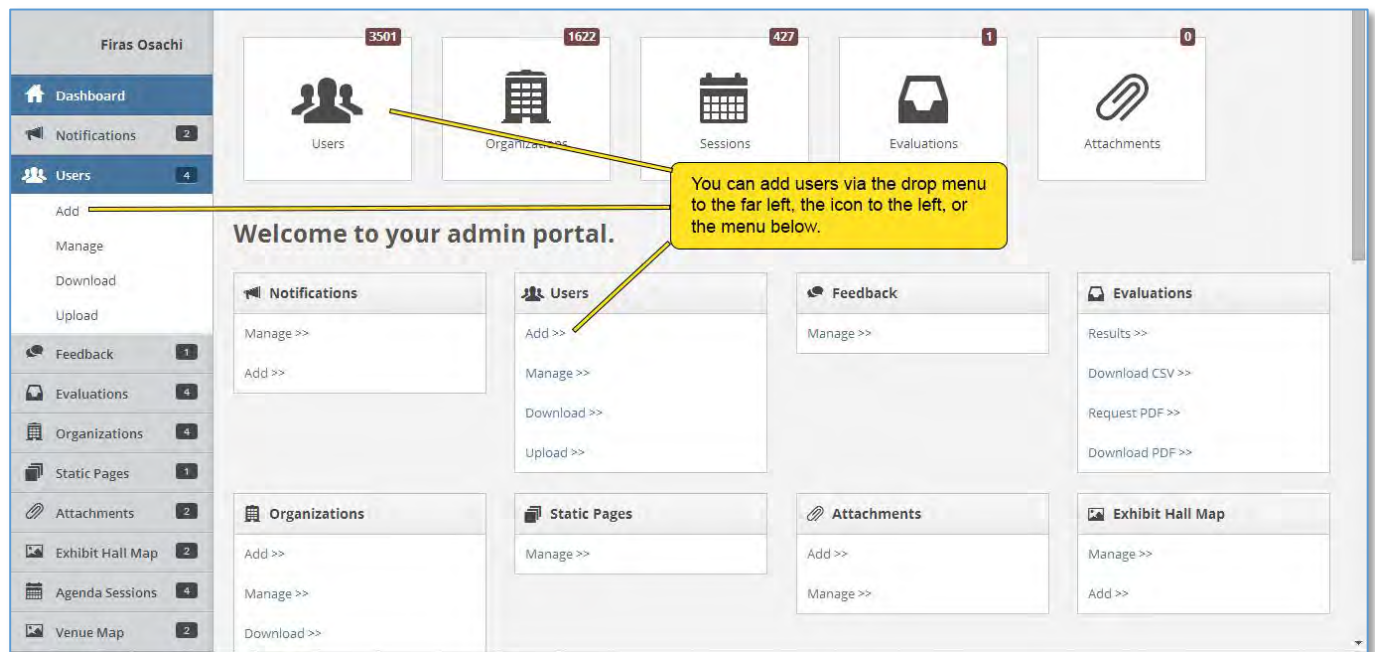 Firas Osachi
Dashboard
Notifications 2
Users 4
Add
Manage
Download
Upload
Feedback 1
Evaluations 4
Organizations 4
Static Pages 1
Attachments 2
Exhibit Hall Map 2
Agenda Sessions 4
Venue Map 2
3501
Users
1622
Organizations
427
Sessions
1
Evaluations
0
Attachments
You can add users via the drop menu
to the far left, the icon to the left, or
the menu below.
Welcome to your admin portal.
Notifications
Manage >>
Add >>
Users
Add >>
Manage >>
Download >>
Upload >>
Feedback
Manage >>
Evaluations
Results >>
Download CSV >>
Request PDF >>
Download PDF >>
Organizations
Add >>
Manage >>
Download >>
Static Pages
Manage >>
Attachments
Add >>
Manage >>
Exhibit Hall Map
Manage >>
Add >>